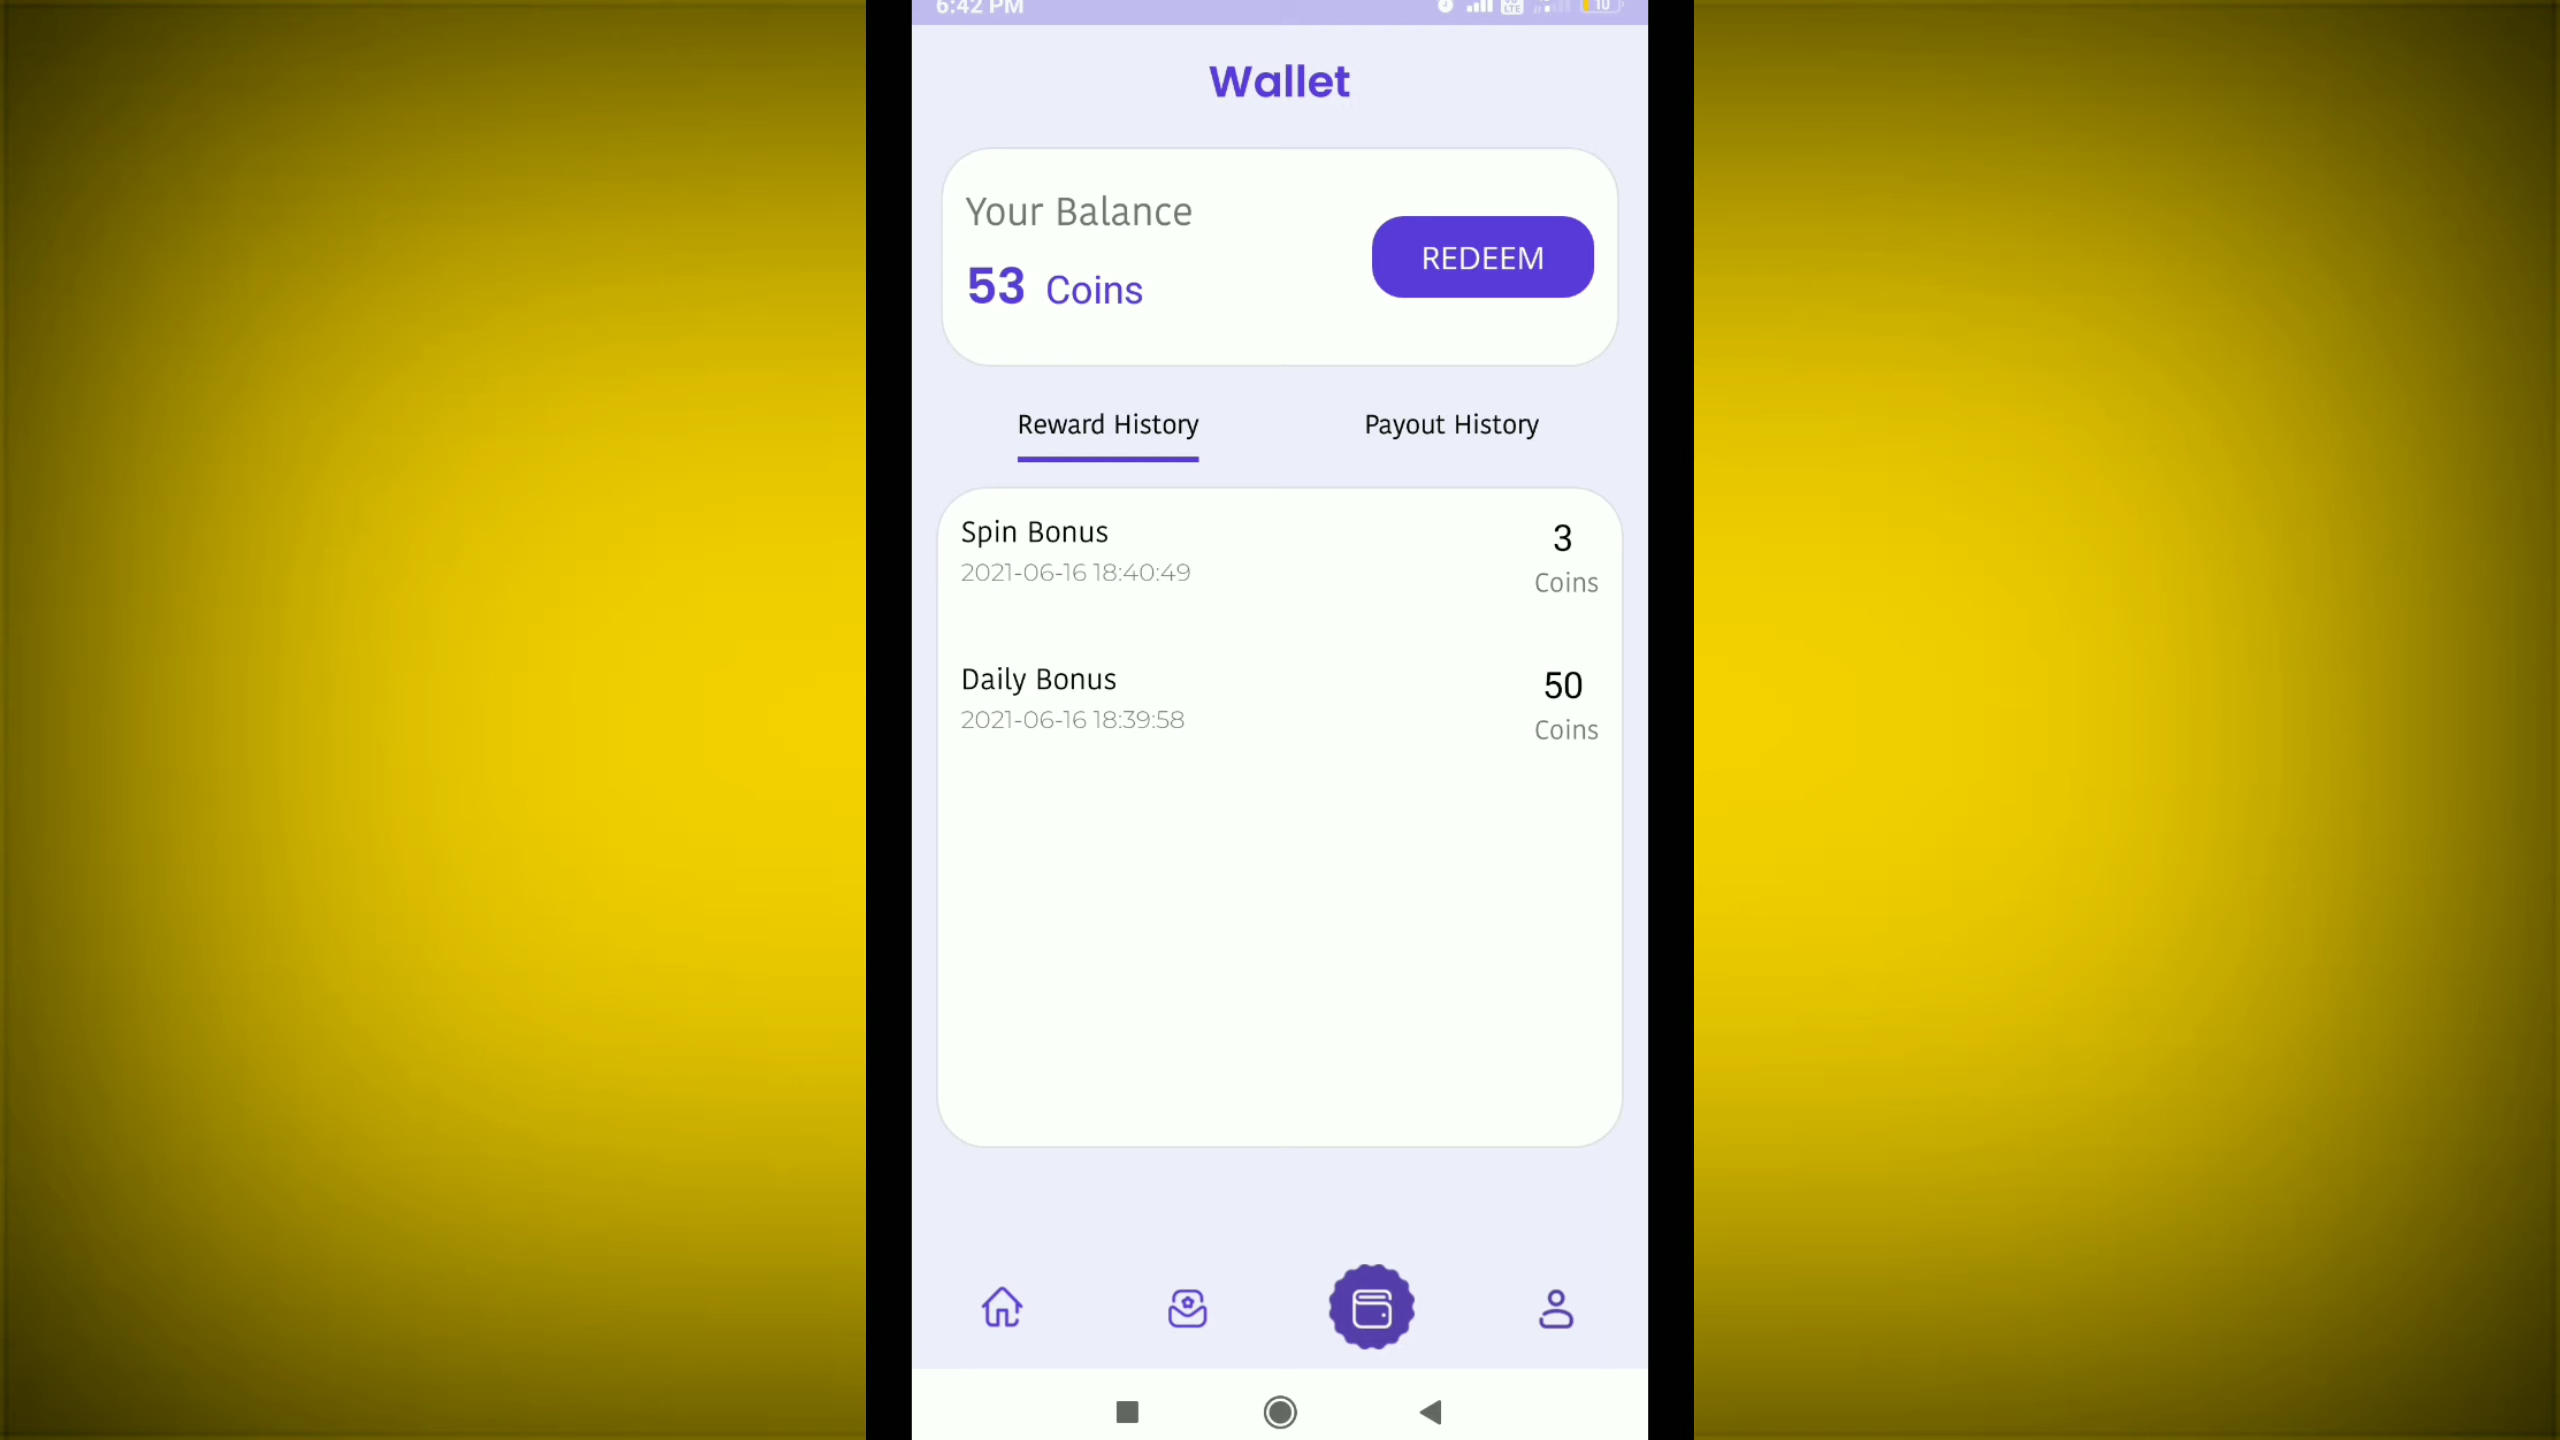 6:42 PM
10
Wallet
Your Balance
53 Coins
REDEEM
Reward History
Payout History
Spin Bonus
3
2021-06-16 18:40:49
Coins
Daily Bonus
50
2021-06-16 18:39:58
Coins